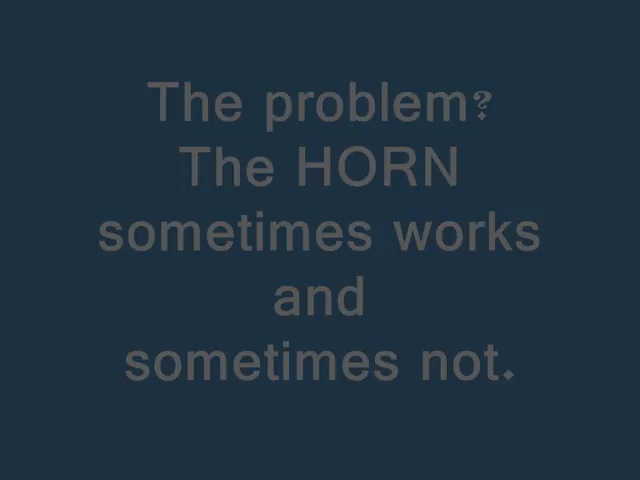 The problem?
The HORN
sometimes works
and
sometimes not.